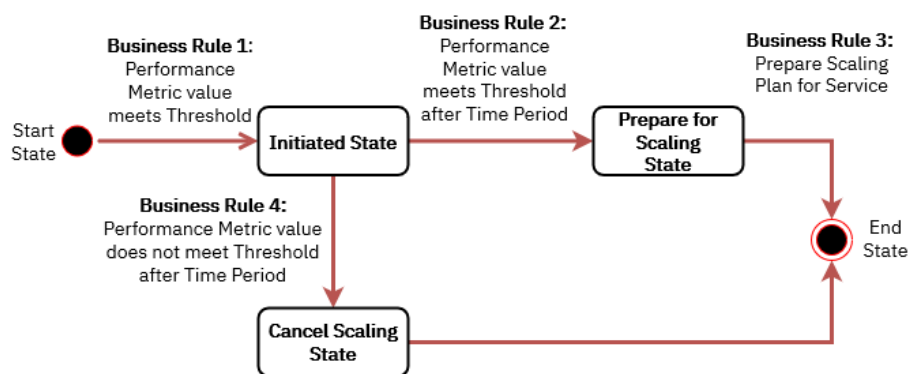 Business Rule 1:
Performance
Metric value
meets Threshold
Business Rule 2:
Performance
Metric value
meets Threshold
after Time Period
Business Rule 3:
Prepare Scaling
Plan for Service
Start
State
Initiated State
Prepare for
Scaling
State
Business Rule 4:
Performance Metric value
does not meet Threshold
after Time Period
End
State
Cancel Scaling
State